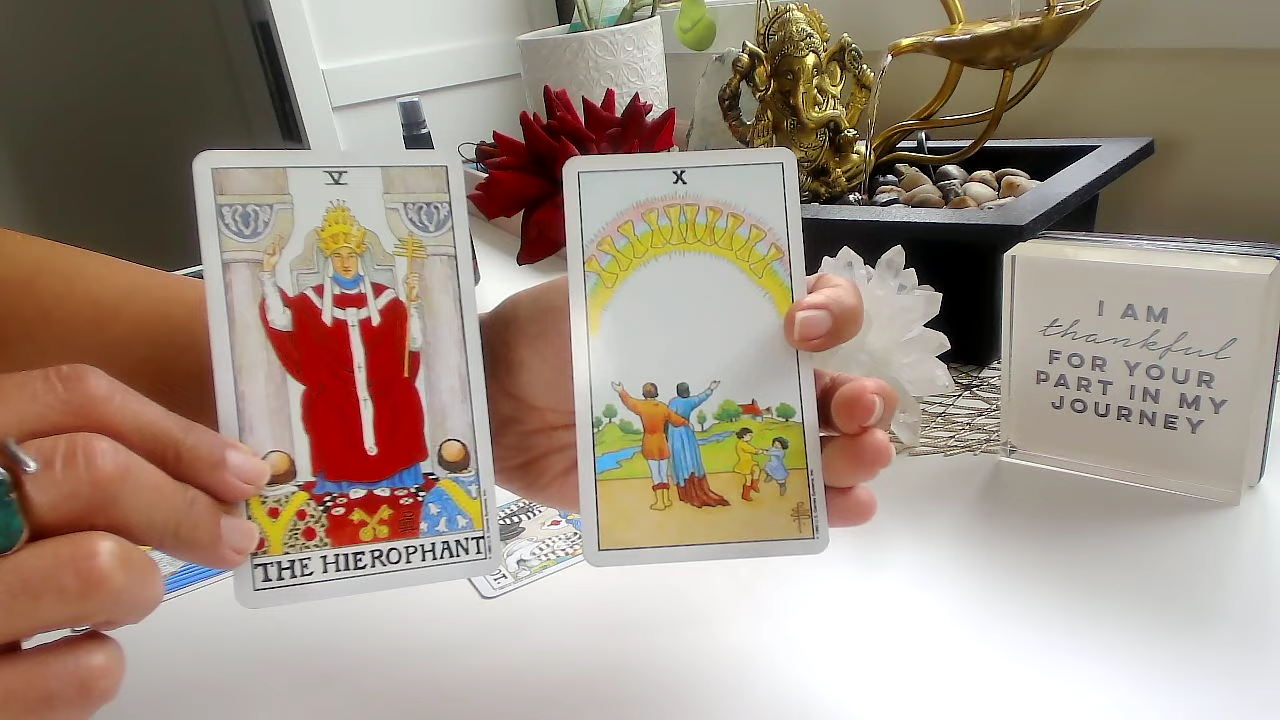 V
THE HIEROPHANT
X
I AM
thankful
FOR YOUR
PART IN MY
JOURNEY